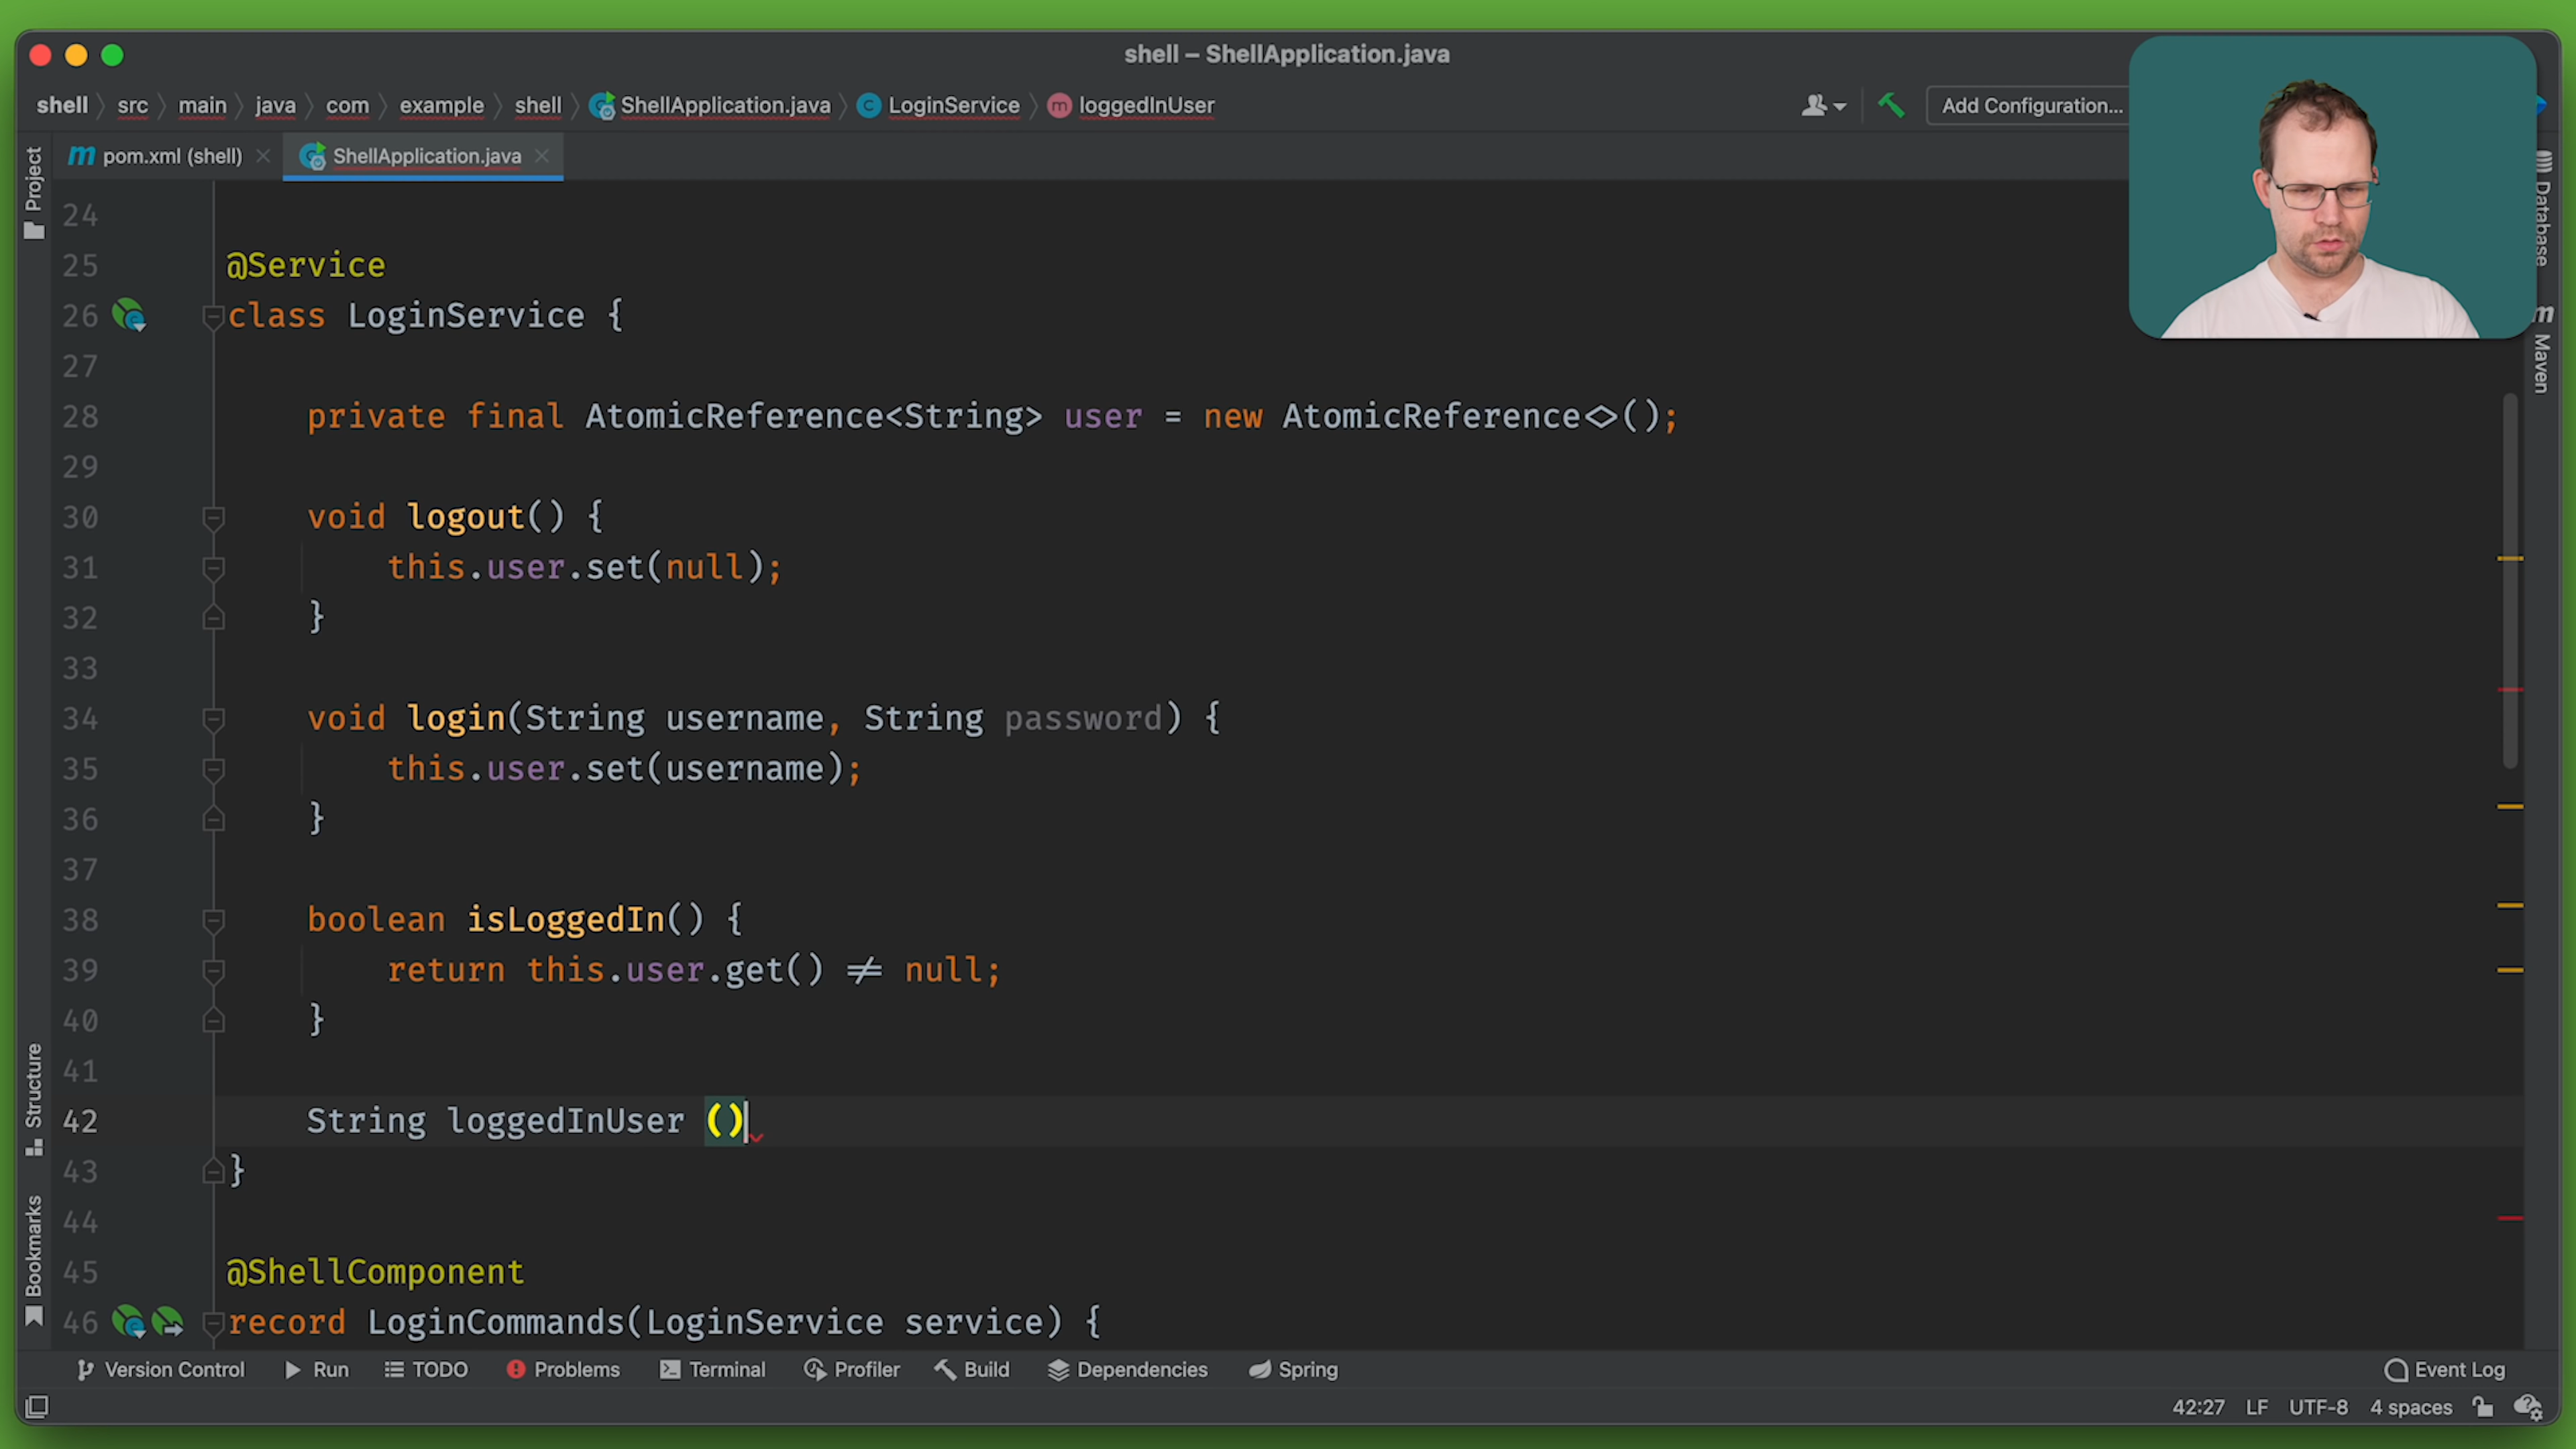 shell – ShellApplication.java
shell src main java com example shell ShellApplication.java LoginService loggedInUser Add Configuration...
pom.xml (shell) ShellApplication.java
Project
Database
Maven
24
25 @Service
26 class LoginService {
27
28 private final AtomicReference<String> user = new AtomicReference<>();
29
30 void logout() {
31 this.user.set(null);
32 }
33
34 void login(String username, String password) {
35 this.user.set(username);
36 }
37
38 boolean isLoggedIn() {
39 return this.user.get() ≠ null;
40 }
41
42 String loggedInUser ()
43 }
44
45 @ShellComponent
46 record LoginCommands(LoginService service) {
Structure
Bookmarks
Version Control Run TODO Problems Terminal Profiler Build Dependencies Spring Event Log
42:27 LF UTF-8 4 spaces